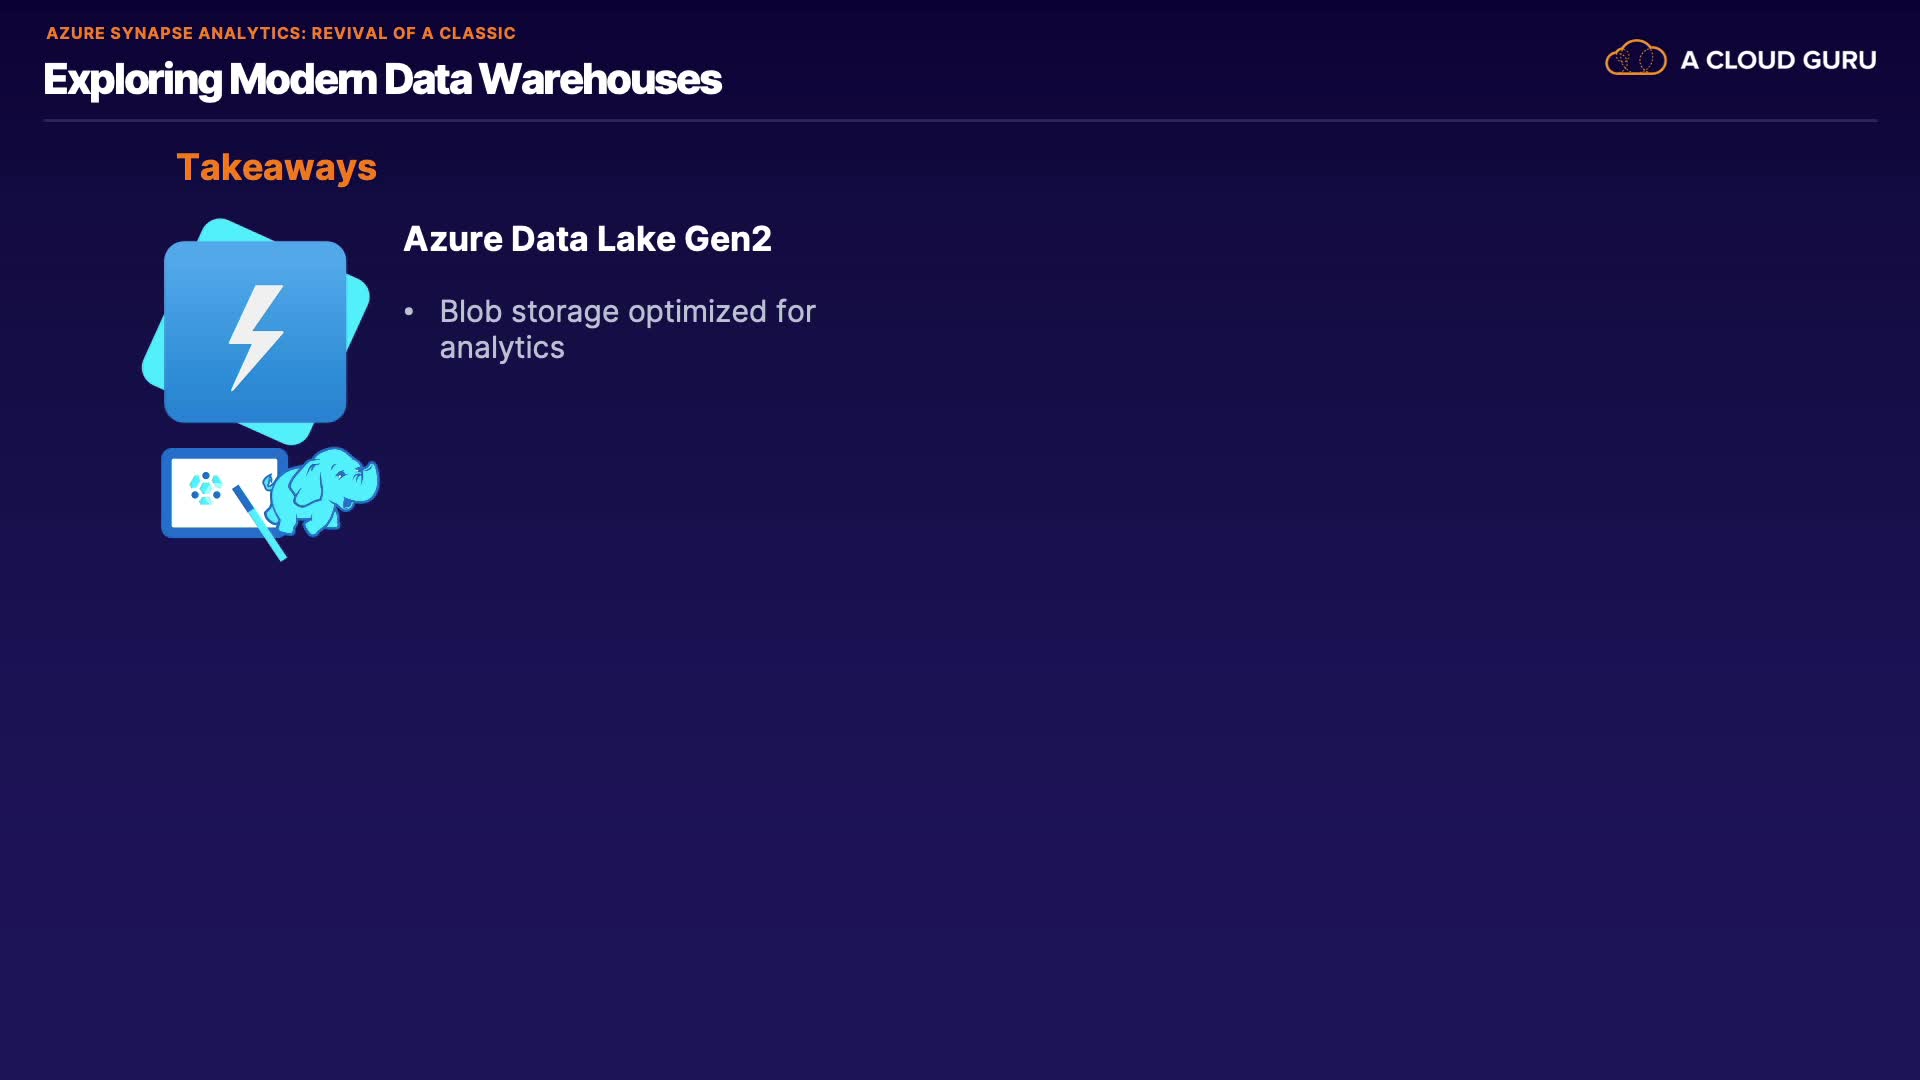 AZURE SYNAPSE ANALYTICS: REVIVAL OF A CLASSIC
Exploring Modern Data Warehouses
A CLOUD GURU
Takeaways
Azure Data Lake Gen2
• Blob storage optimized for
analytics